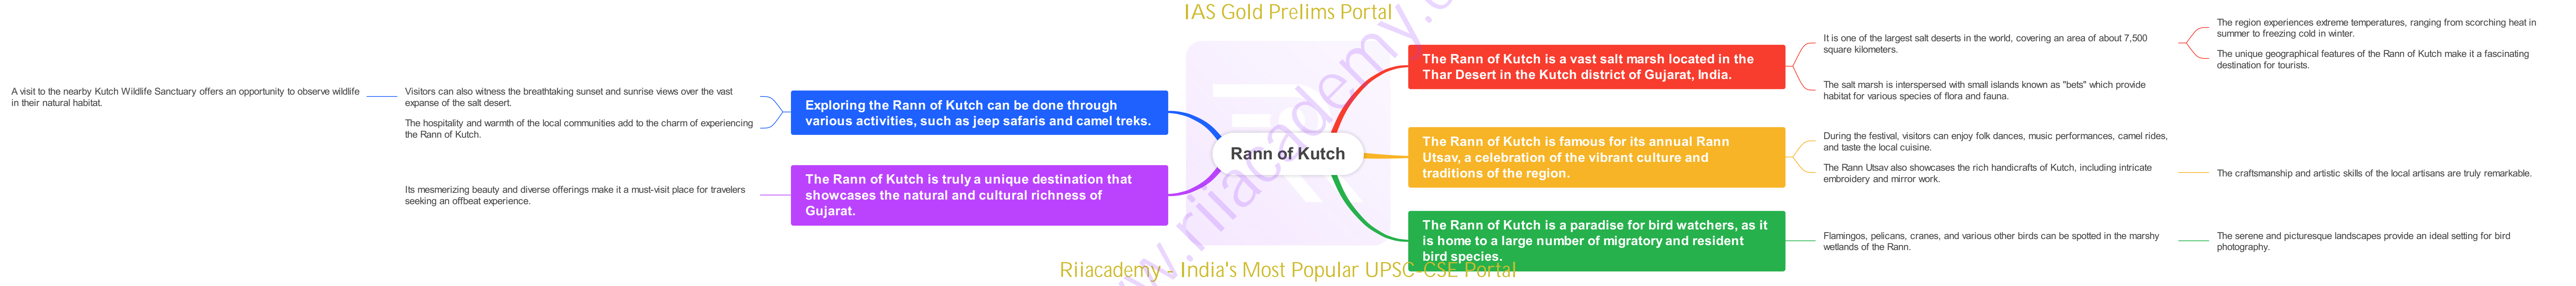 IAS Gold Prelims Portal
Rann of Kutch
The Rann of Kutch is a vast salt marsh located in the
Thar Desert in the Kutch district of Gujarat, India.
It is one of the largest salt deserts in the world, covering an area of about 7,500
square kilometers.
The region experiences extreme temperatures, ranging from scorching heat in
summer to freezing cold in winter.
The unique geographical features of the Rann of Kutch make it a fascinating
destination for tourists.
The salt marsh is interspersed with small islands known as "bets" which provide
habitat for various species of flora and fauna.
The Rann of Kutch is famous for its annual Rann
Utsav, a celebration of the vibrant culture and
traditions of the region.
During the festival, visitors can enjoy folk dances, music performances, camel rides,
and taste the local cuisine.
The Rann Utsav also showcases the rich handicrafts of Kutch, including intricate
embroidery and mirror work.
The craftsmanship and artistic skills of the local artisans are truly remarkable.
The Rann of Kutch is a paradise for bird watchers, as it
is home to a large number of migratory and resident
bird species.
Flamingos, pelicans, cranes, and various other birds can be spotted in the marshy
wetlands of the Rann.
The serene and picturesque landscapes provide an ideal setting for bird
photography.
Exploring the Rann of Kutch can be done through
various activities, such as jeep safaris and camel treks.
Visitors can also witness the breathtaking sunset and sunrise views over the vast
expanse of the salt desert.
A visit to the nearby Kutch Wildlife Sanctuary offers an opportunity to observe wildlife
in their natural habitat.
The hospitality and warmth of the local communities add to the charm of experiencing
the Rann of Kutch.
The Rann of Kutch is truly a unique destination that
showcases the natural and cultural richness of
Gujarat.
Its mesmerizing beauty and diverse offerings make it a must-visit place for travelers
seeking an offbeat experience.
Riiacademy - India's Most Popular UPSC-CSE Portal